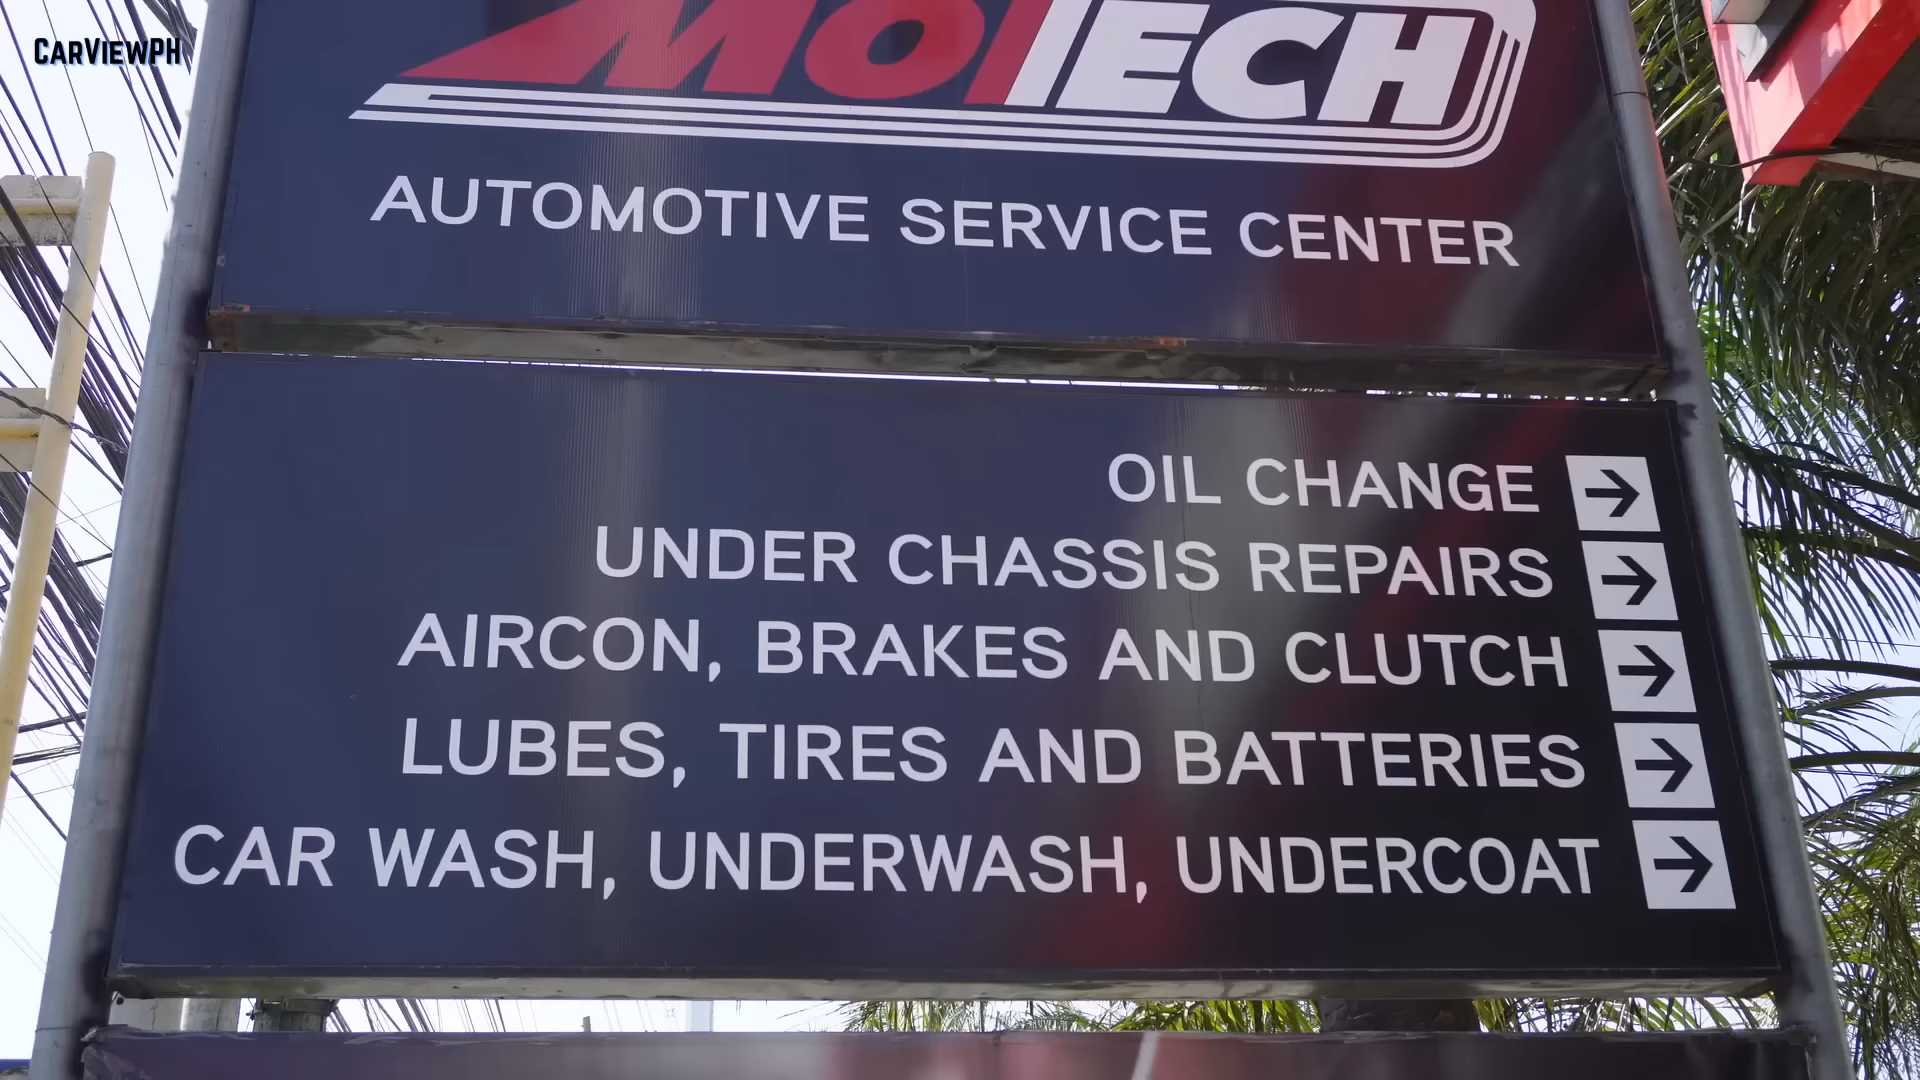 CARVIEWPH
MOTECH
AUTOMOTIVE SERVICE CENTER
OIL CHANGE
UNDER CHASSIS REPAIRS
AIRCON, BRAKES AND CLUTCH
LUBES, TIRES AND BATTERIES
CAR WASH, UNDERWASH, UNDERCOAT